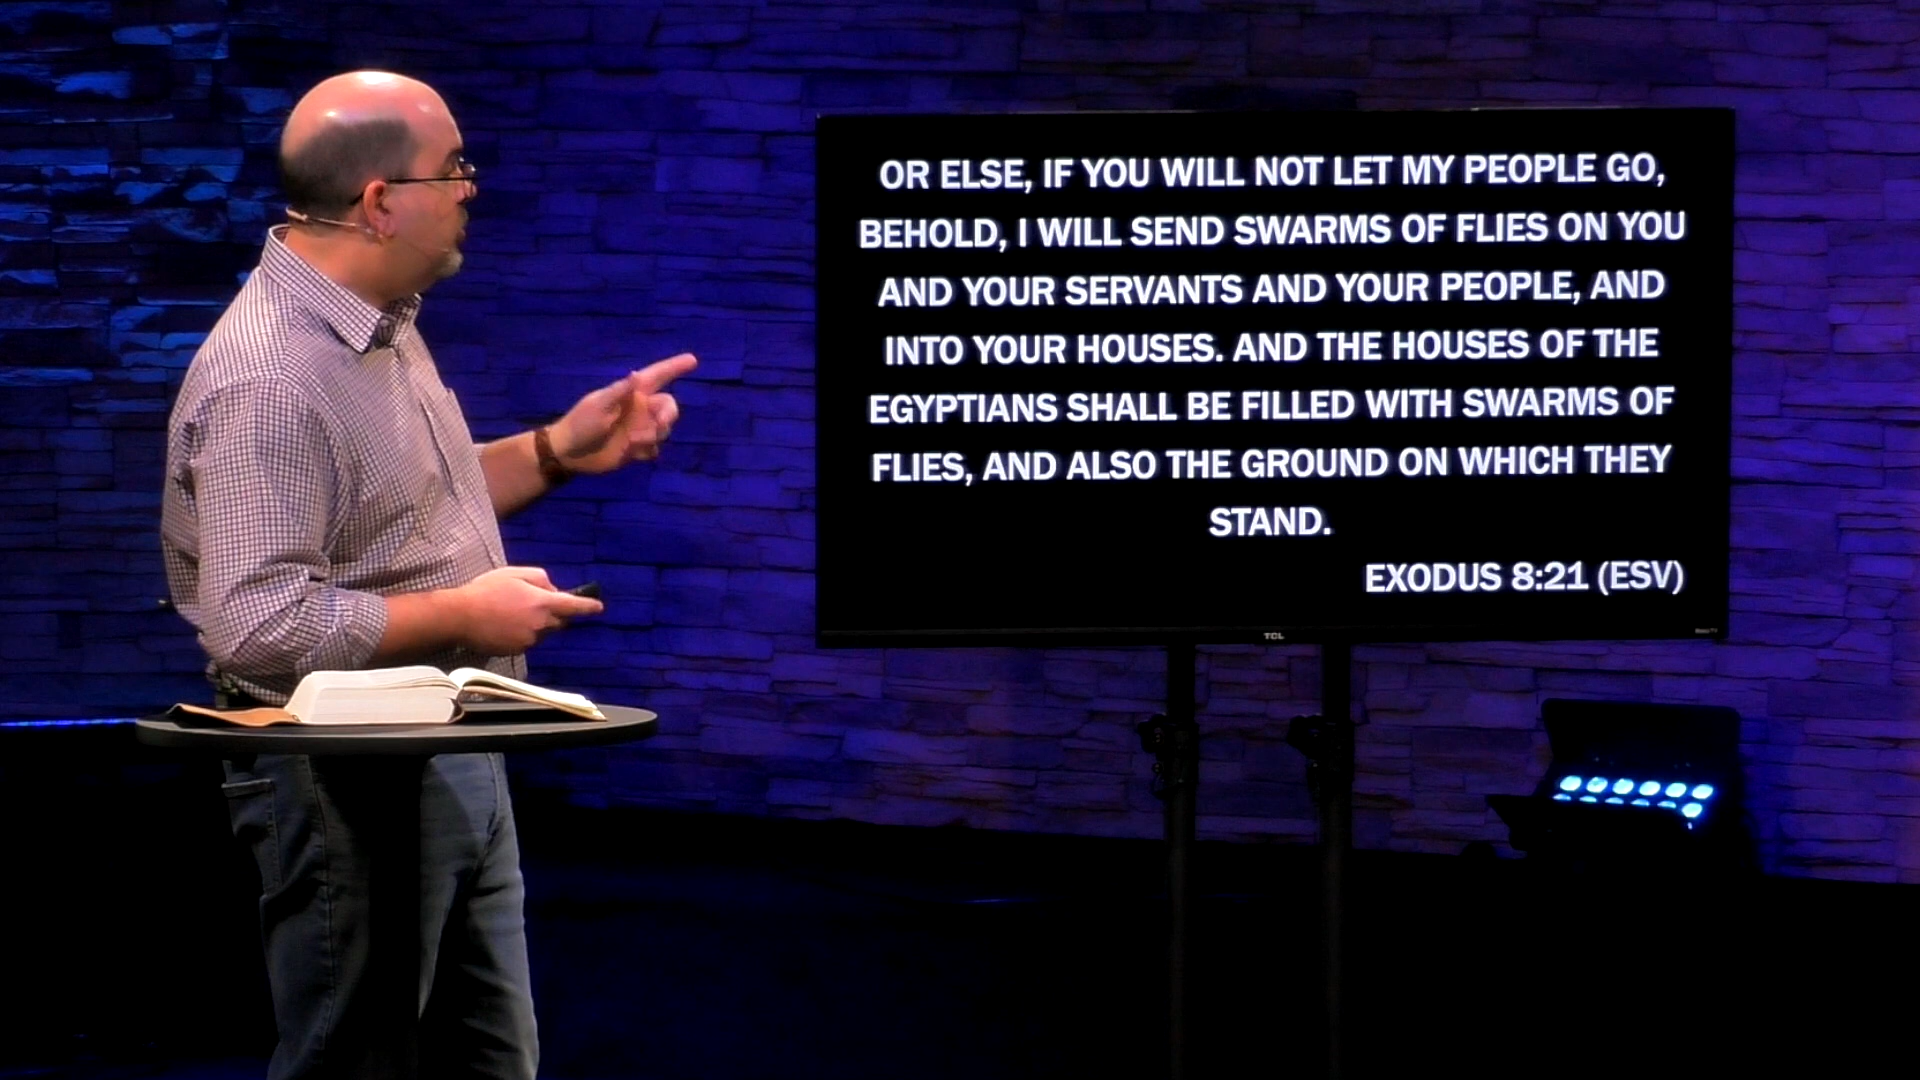 OR ELSE, IF YOU WILL NOT LET MY PEOPLE GO,
BEHOLD, I WILL SEND SWARMS OF FLIES ON YOU
AND YOUR SERVANTS AND YOUR PEOPLE, AND
INTO YOUR HOUSES. AND THE HOUSES OF THE
EGYPTIANS SHALL BE FILLED WITH SWARMS OF
FLIES, AND ALSO THE GROUND ON WHICH THEY
STAND.
EXODUS 8:21 (ESV)
TCL